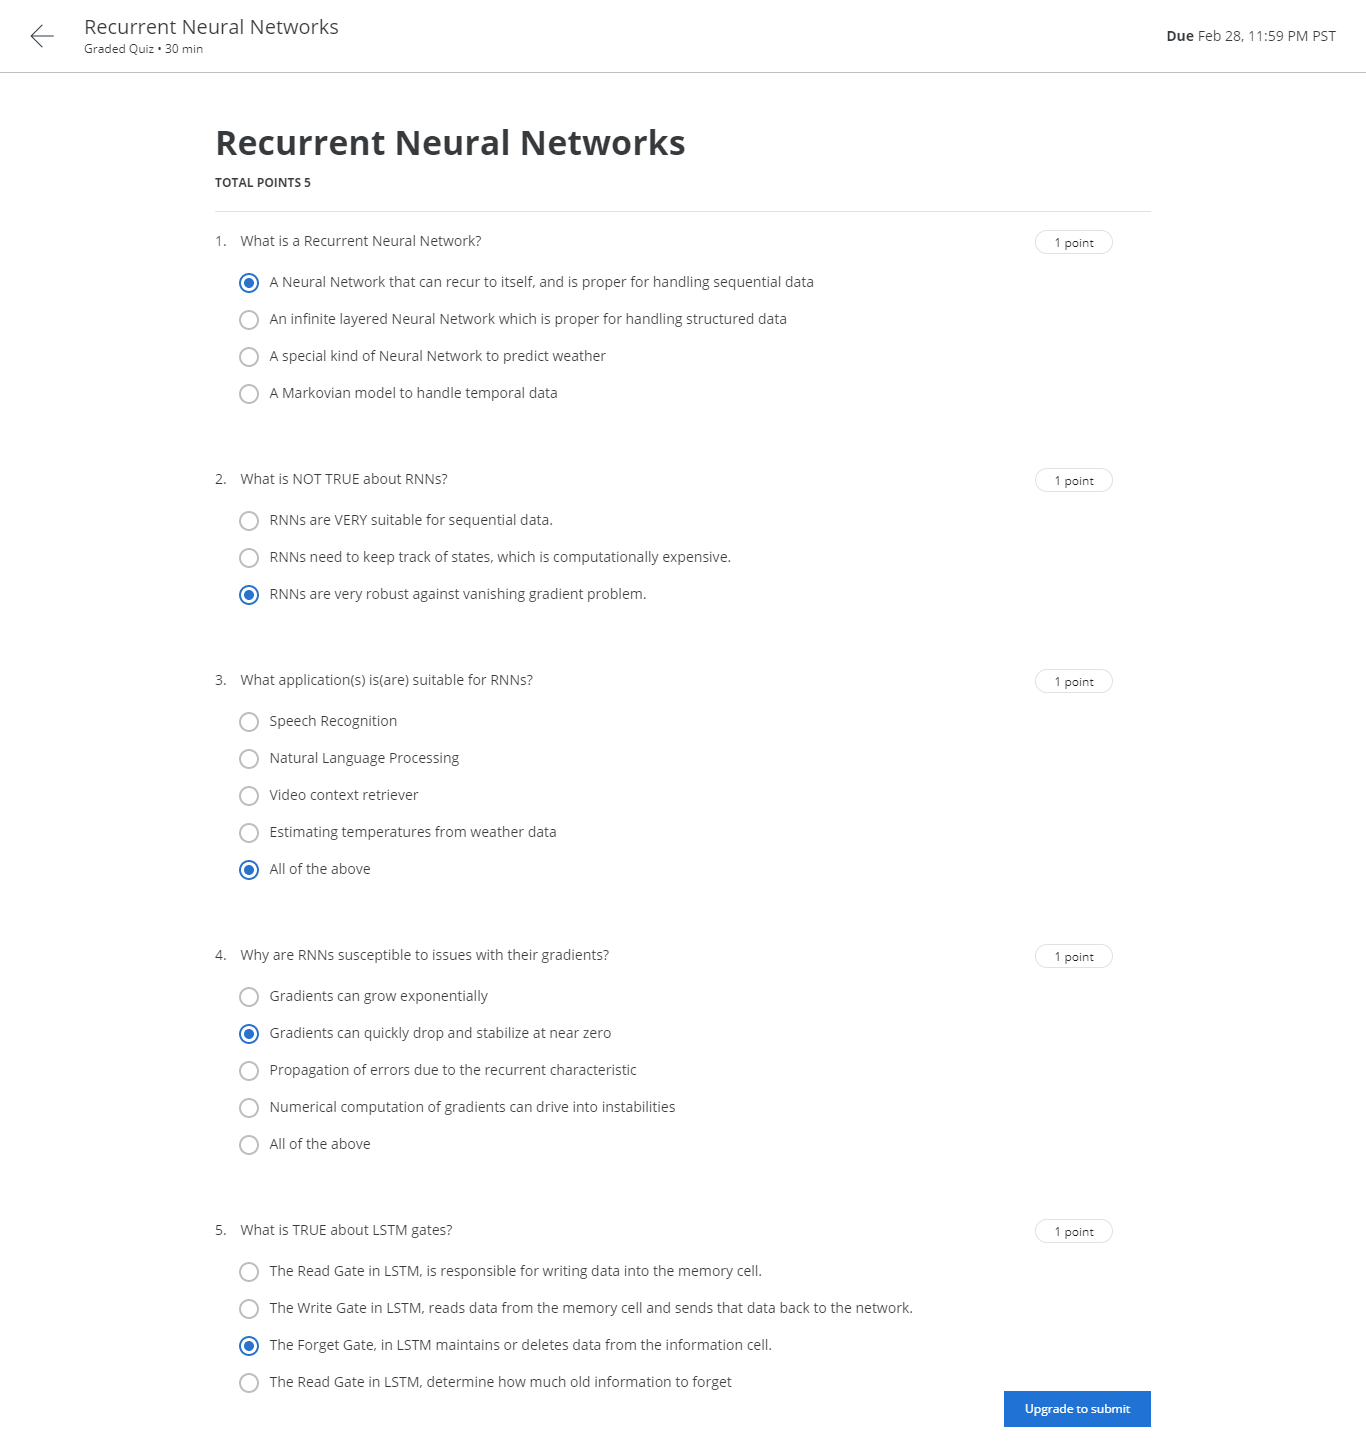 Recurrent Neural Networks
Graded Quiz • 30 min
Due Feb 28, 11:59 PM PST
Recurrent Neural Networks
TOTAL POINTS 5
1. What is a Recurrent Neural Network?
1 point
A Neural Network that can recur to itself, and is proper for handling sequential data
An infinite layered Neural Network which is proper for handling structured data
A special kind of Neural Network to predict weather
A Markovian model to handle temporal data
2. What is NOT TRUE about RNNs?
1 point
RNNs are VERY suitable for sequential data.
RNNs need to keep track of states, which is computationally expensive.
RNNs are very robust against vanishing gradient problem.
3. What application(s) is(are) suitable for RNNs?
1 point
Speech Recognition
Natural Language Processing
Video context retriever
Estimating temperatures from weather data
All of the above
4. Why are RNNs susceptible to issues with their gradients?
1 point
Gradients can grow exponentially
Gradients can quickly drop and stabilize at near zero
Propagation of errors due to the recurrent characteristic
Numerical computation of gradients can drive into instabilities
All of the above
5. What is TRUE about LSTM gates?
1 point
The Read Gate in LSTM, is responsible for writing data into the memory cell.
The Write Gate in LSTM, reads data from the memory cell and sends that data back to the network.
The Forget Gate, in LSTM maintains or deletes data from the information cell.
The Read Gate in LSTM, determine how much old information to forget
Upgrade to submit